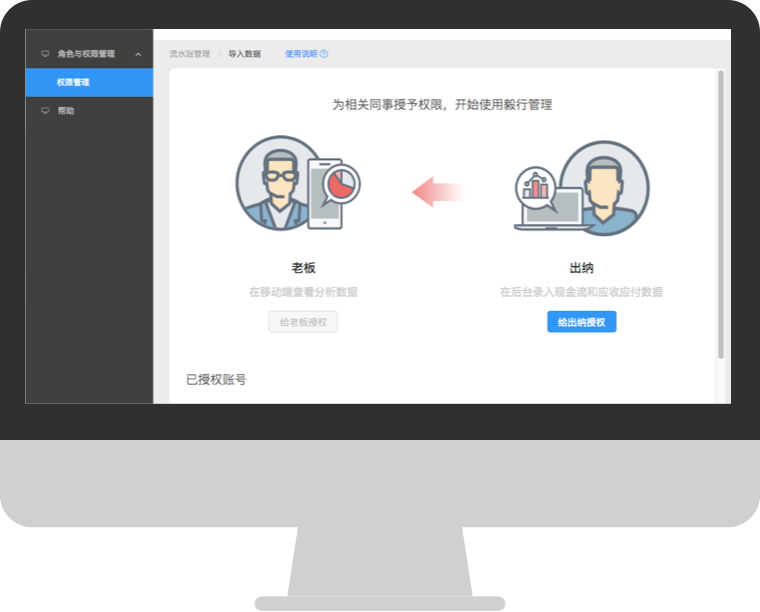 角色与权限管理
权限管理
帮助
流水账管理 / 导入数据 使用说明 ?
为相关同事授予权限，开始使用毅行管理
老板
在移动端查看分析数据
给老板授权
出纳
在后台录入现金流和应收应付数据
给出纳授权
已授权账号